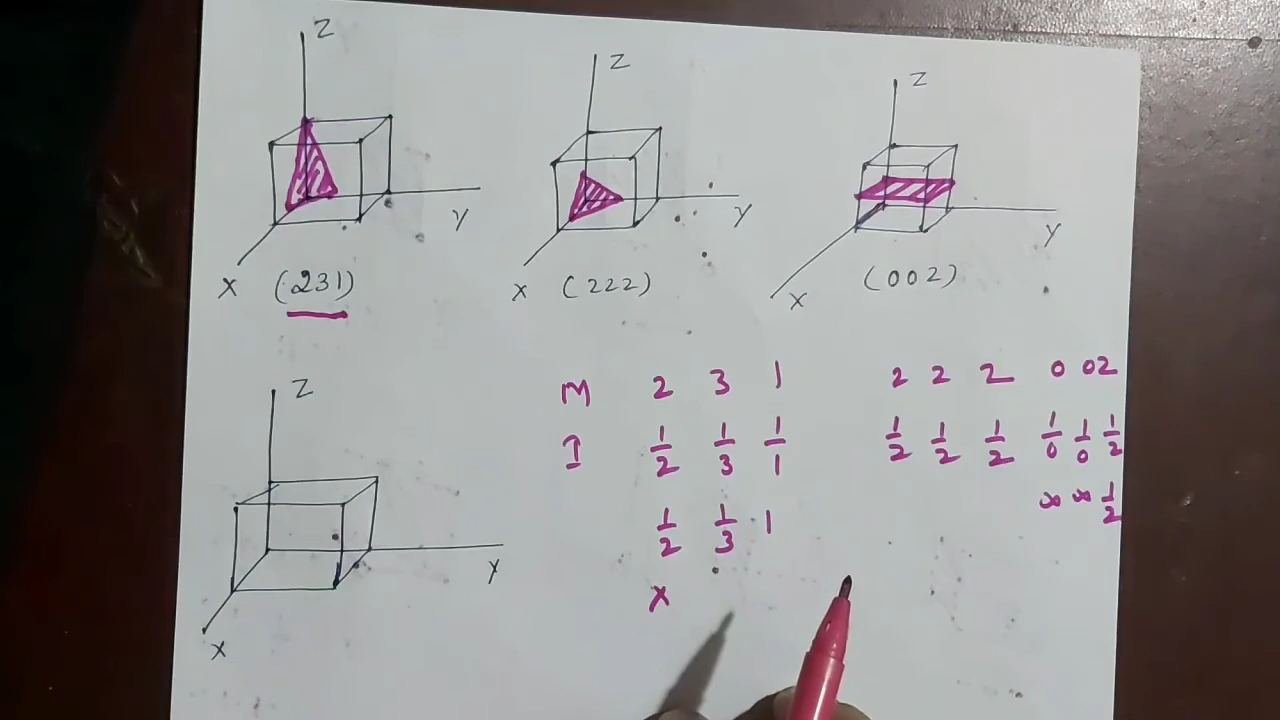 Z
Y
X
(231)
Z
Y
X
(222)
Z
Y
X
(002)
Z
Y
X
M 2 3 1
I 1/2 1/3 1/1
1/2 1/3 1
X
2 2 2
1/2 1/2 1/2
0 0 2
1/0 1/0 1/2
∞ ∞ 1/2